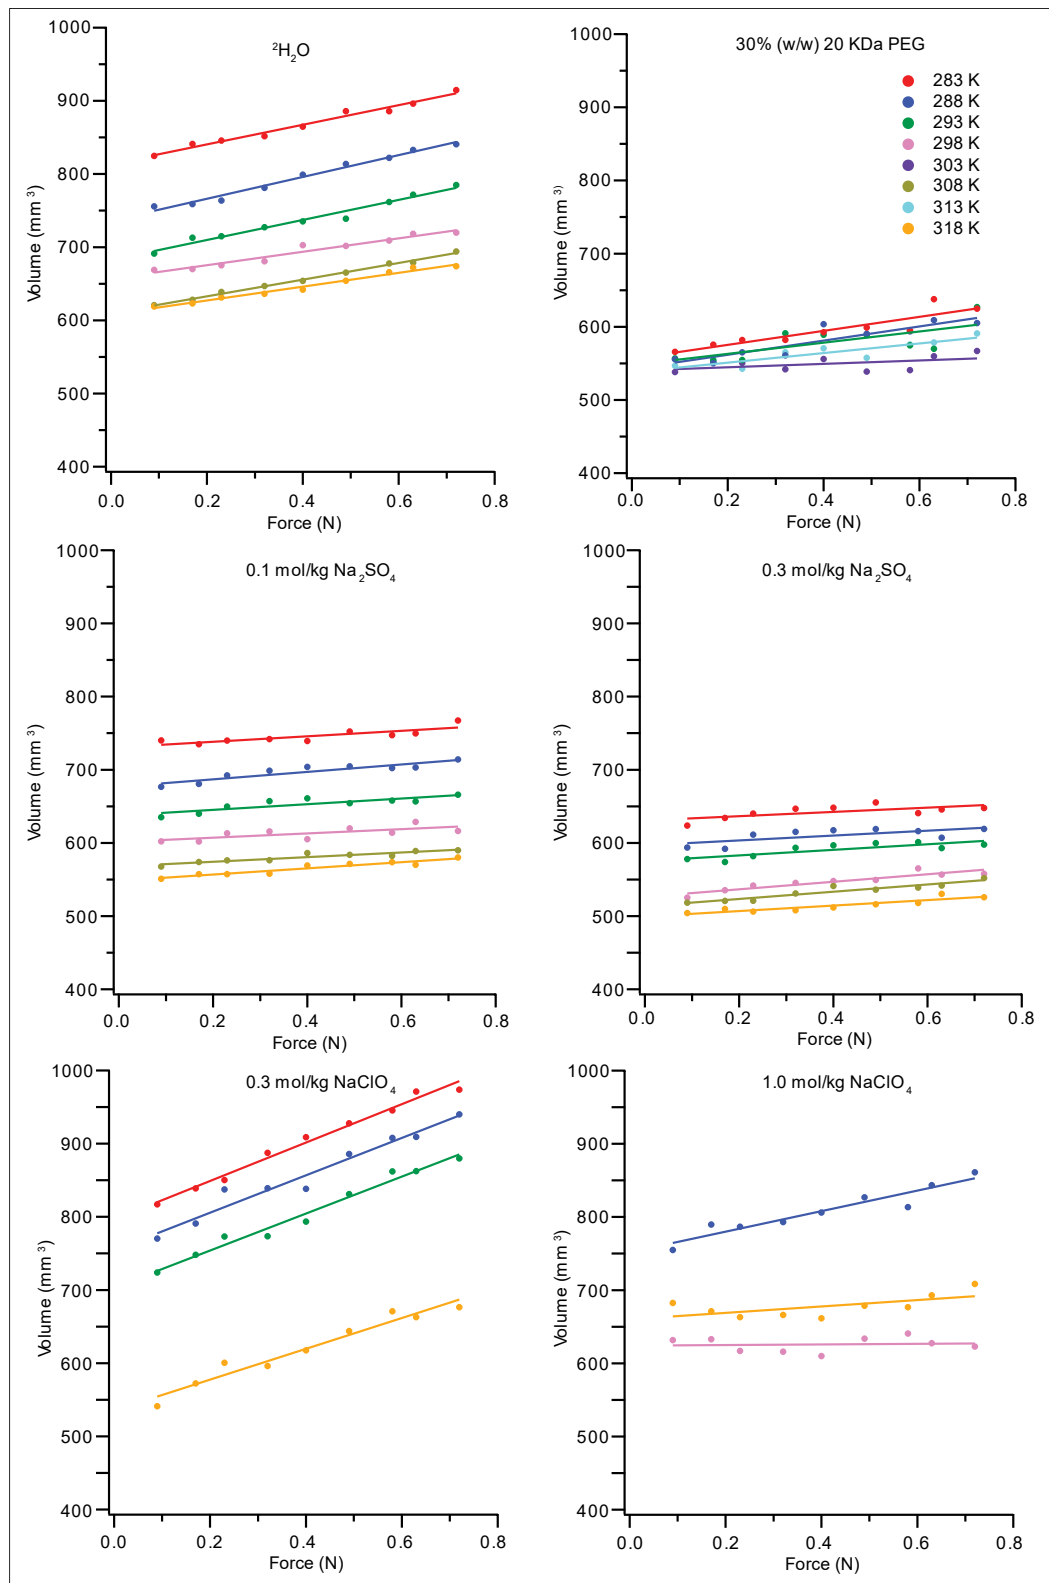 ²H₂O
1000
900
800
700
600
500
400
Volume (mm³)
0.0 0.2 0.4 0.6 0.8
Force (N)
30% (w/w) 20 KDa PEG
283 K
288 K
293 K
298 K
303 K
308 K
313 K
318 K
1000
900
800
700
600
500
400
Volume (mm³)
0.0 0.2 0.4 0.6 0.8
Force (N)
0.1 mol/kg Na₂SO₄
1000
900
800
700
600
500
400
Volume (mm³)
0.0 0.2 0.4 0.6 0.8
Force (N)
0.3 mol/kg Na₂SO₄
1000
900
800
700
600
500
400
Volume (mm³)
0.0 0.2 0.4 0.6 0.8
Force (N)
0.3 mol/kg NaClO₄
1000
900
800
700
600
500
400
Volume (mm³)
0.0 0.2 0.4 0.6 0.8
Force (N)
1.0 mol/kg NaClO₄
1000
900
800
700
600
500
400
Volume (mm³)
0.0 0.2 0.4 0.6 0.8
Force (N)